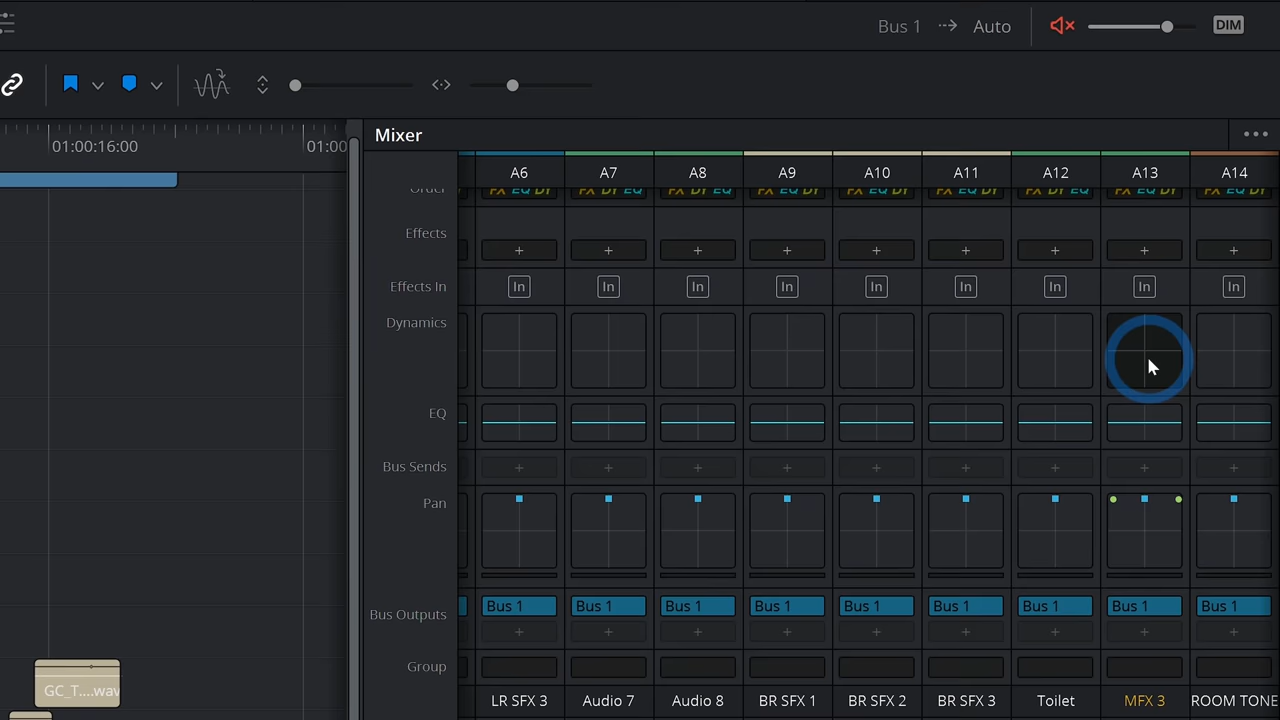 Bus 1 Auto DIM
01:00:16:00 01:00
Mixer
A6 A7 A8 A9 A10 A11 A12 A13 A14
Order FX EQ DY FX DY EQ FX DY EQ FX EQ DY FX EQ DY FX EQ DY FX DY EQ FX DY EQ FX EQ DY
Effects + + + + + + + + +
Effects In In In In In In In In In In
Dynamics
EQ
Bus Sends + + + + + + + + +
Pan
Bus Outputs Bus 1 Bus 1 Bus 1 Bus 1 Bus 1 Bus 1 Bus 1 Bus 1 Bus 1
+ + + + + + + + +
Group
GC_T....wav
LR SFX 3 Audio 7 Audio 8 BR SFX 1 BR SFX 2 BR SFX 3 Toilet MFX 3 ROOM TONE